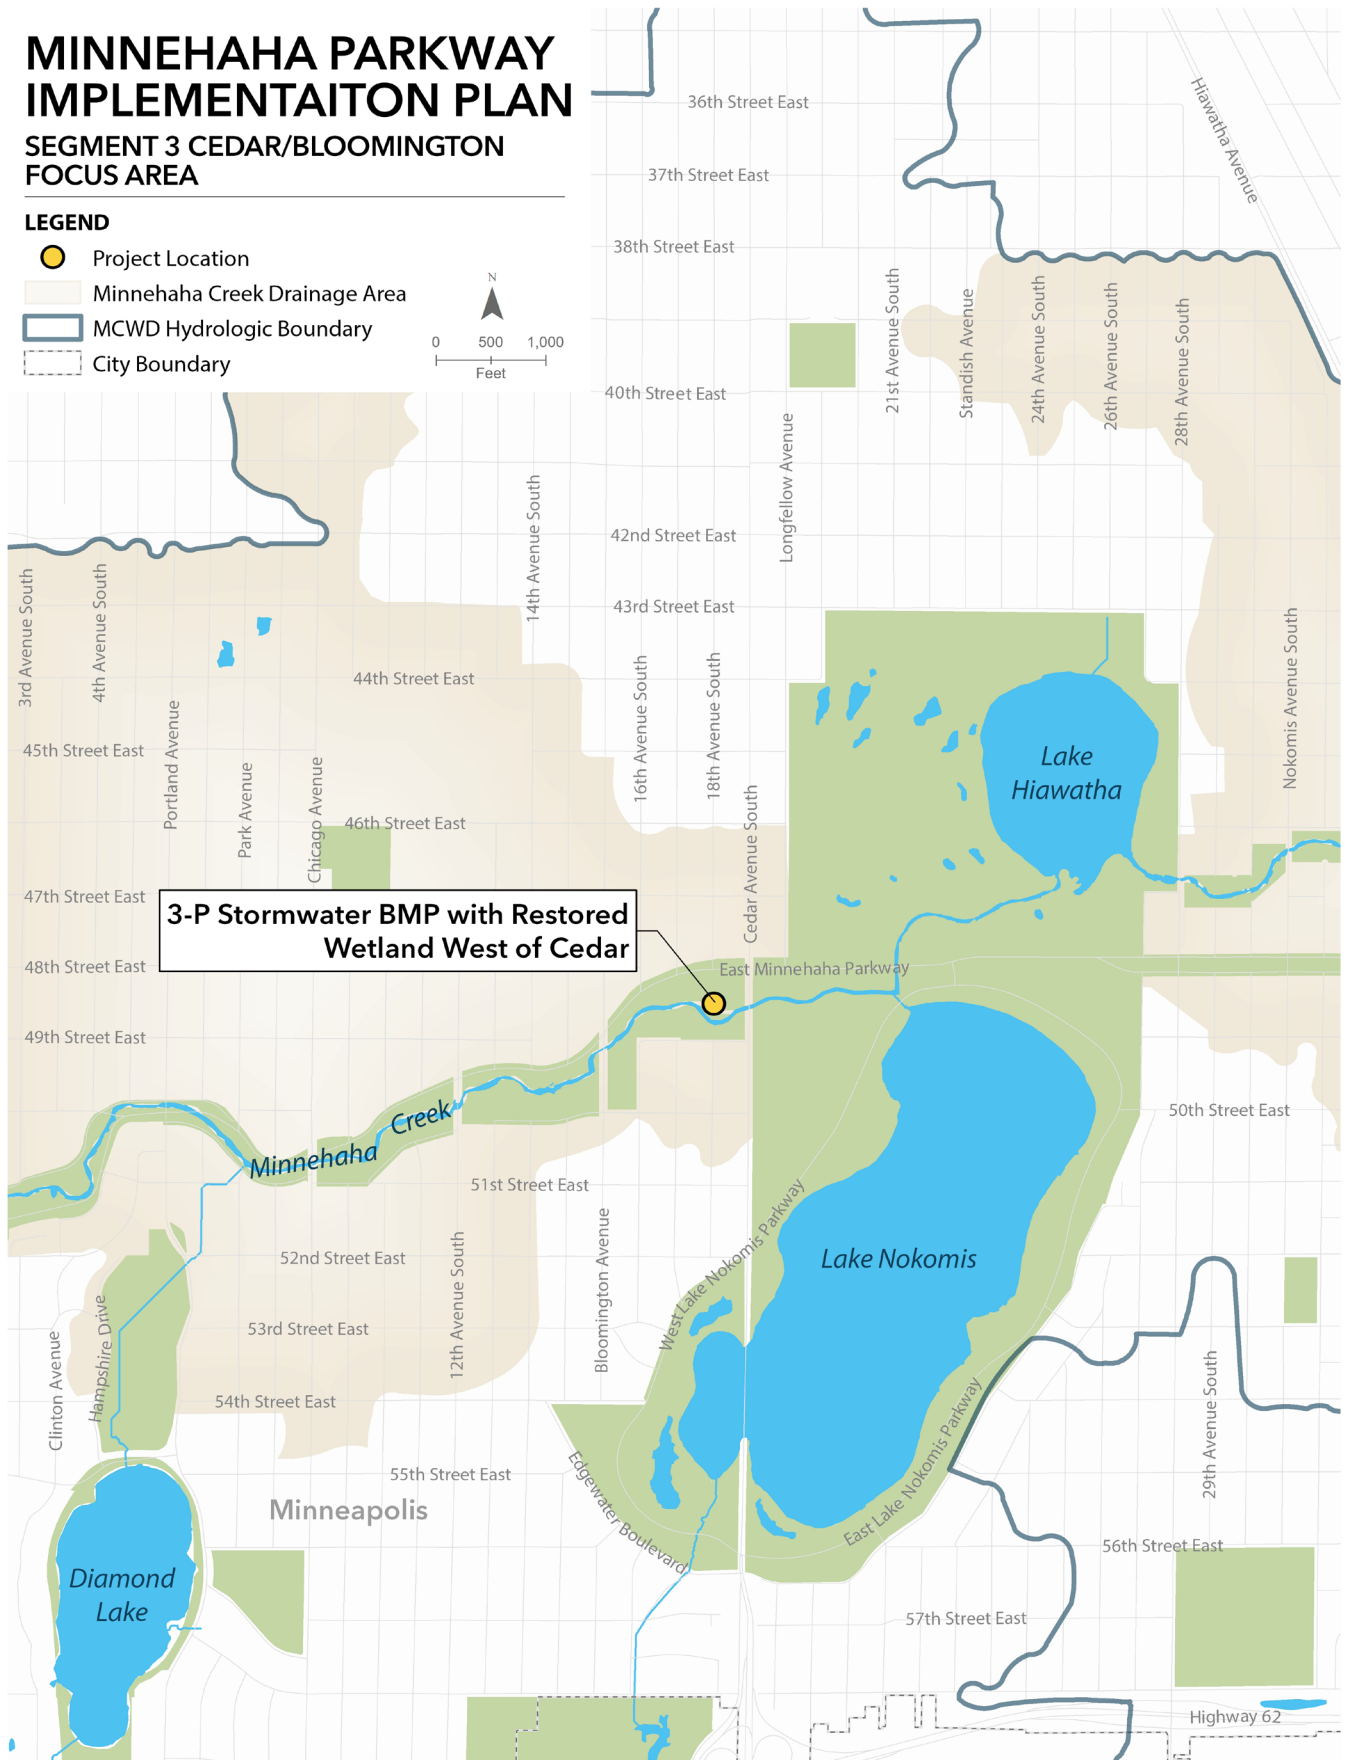 MINNEHAHA PARKWAY
IMPLEMENTAITON PLAN
SEGMENT 3 CEDAR/BLOOMINGTON
FOCUS AREA
LEGEND
Project Location
Minnehaha Creek Drainage Area
MCWD Hydrologic Boundary
City Boundary
N
0 500 1,000
Feet
36th Street East
Hiawatha Avenue
37th Street East
38th Street East
21st Avenue South
Standish Avenue
24th Avenue South
26th Avenue South
28th Avenue South
40th Street East
Longfellow Avenue
14th Avenue South
42nd Street East
43rd Street East
3rd Avenue South
4th Avenue South
Nokomis Avenue South
44th Street East
16th Avenue South
18th Avenue South
45th Street East
Portland Avenue
Park Avenue
Chicago Avenue
Cedar Avenue South
Lake
Hiawatha
46th Street East
47th Street East
3-P Stormwater BMP with Restored
Wetland West of Cedar
48th Street East
East Minnehaha Parkway
49th Street East
50th Street East
Minnehaha
Creek
51st Street East
West Lake Nokomis Parkway
Lake Nokomis
52nd Street East
12th Avenue South
Bloomington Avenue
53rd Street East
Clinton Avenue
Hampshire Drive
54th Street East
29th Avenue South
East Lake Nokomis Parkway
Edgewater Boulevard
55th Street East
Minneapolis
56th Street East
Diamond
Lake
57th Street East
Highway 62